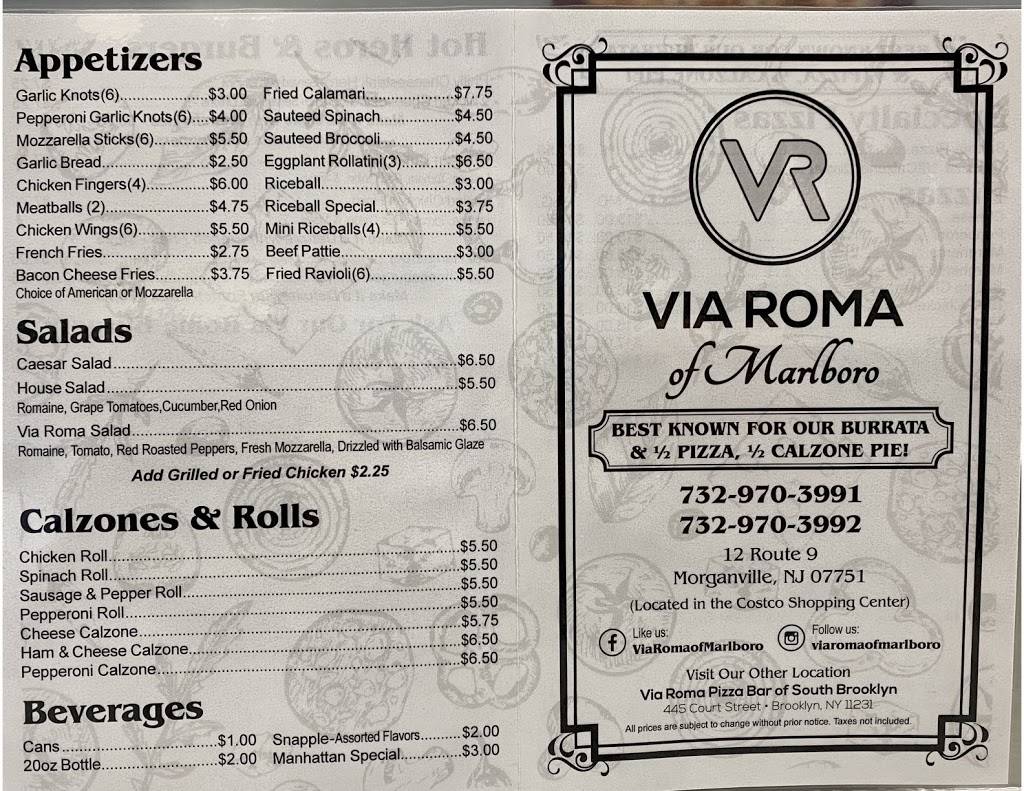 Appetizers
Garlic Knots(6)....................$3.00
Pepperoni Garlic Knots(6)....$4.00
Mozzarella Sticks(6)............$5.50
Garlic Bread........................$2.50
Chicken Fingers(4)..............$6.00
Meatballs (2).......................$4.75
Chicken Wings(6)................$5.50
French Fries........................$2.75
Bacon Cheese Fries............$3.75
Choice of American or Mozzarella
Fried Calamari....................$7.75
Sauteed Spinach.................$4.50
Sauteed Broccoli.................$4.50
Eggplant Rollatini(3)............$6.50
Riceball...............................$3.00
Riceball Special...................$3.75
Mini Riceballs(4).................$5.50
Beef Pattie..........................$3.00
Fried Ravioli(6)....................$5.50
Salads
Caesar Salad...............................$6.50
House Salad................................$5.50
Romaine, Grape Tomatoes,Cucumber,Red Onion
Via Roma Salad...........................$6.50
Romaine, Tomato, Red Roasted Peppers, Fresh Mozzarella, Drizzled with Balsamic Glaze
Add Grilled or Fried Chicken $2.25
Calzones & Rolls
Chicken Roll................................$5.50
Spinach Roll................................$5.50
Sausage & Pepper Roll................$5.50
Pepperoni Roll.............................$5.50
Cheese Calzone..........................$5.75
Ham & Cheese Calzone...............$6.50
Pepperoni Calzone......................$6.50
Beverages
Cans...............................$1.00
20oz Bottle......................$2.00
Snapple-Assorted Flavors.........$2.00
Manhattan Special.............$3.00
VR
VIA ROMA
of Marlboro
BEST KNOWN FOR OUR BURRATA
& ½ PIZZA, ½ CALZONE PIE!
732-970-3991
732-970-3992
12 Route 9
Morganville, NJ 07751
(Located in the Costco Shopping Center)
Like us:
ViaRomaofMarlboro
Follow us:
viaromaofmarlboro
Visit Our Other Location
Via Roma Pizza Bar of South Brooklyn
445 Court Street • Brooklyn, NY 11231
All prices are subject to change without prior notice. Taxes not included.